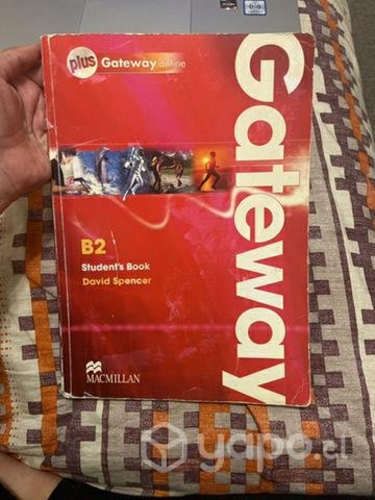 plus Gateway online
Gateway
B2
Student's Book
David Spencer
MACMILLAN
yapo.cl